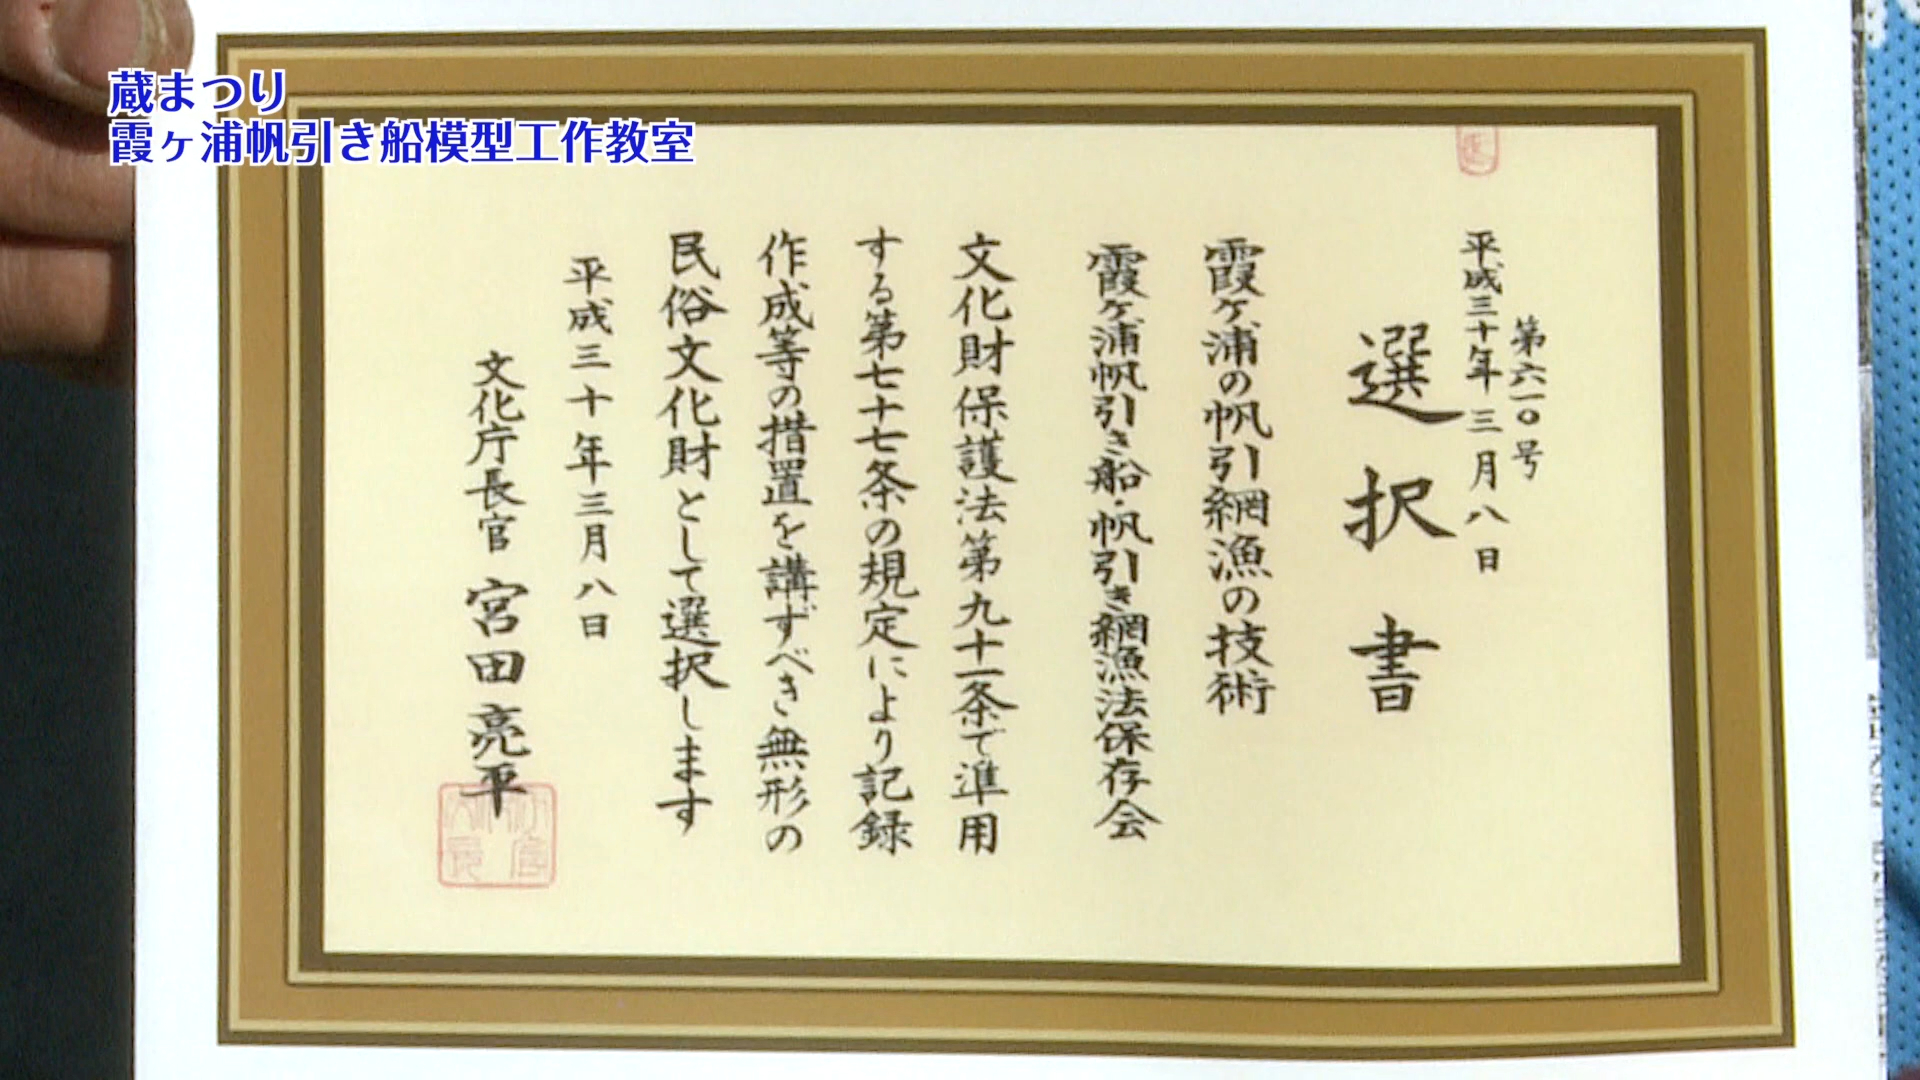 蔵まつり
霞ヶ浦帆引き船模型工作教室
第六一〇号
平成三十年三月八日
選択書
霞ケ浦の帆引網漁の技術
霞ケ浦帆引き船・帆引き網漁法保存会
文化財保護法第九十一条で準用
する第七十七条の規定により記録
作成等の措置を講ずべき無形の
民俗文化財として選択します
平成三十年三月八日
文化庁長官 宮田亮平